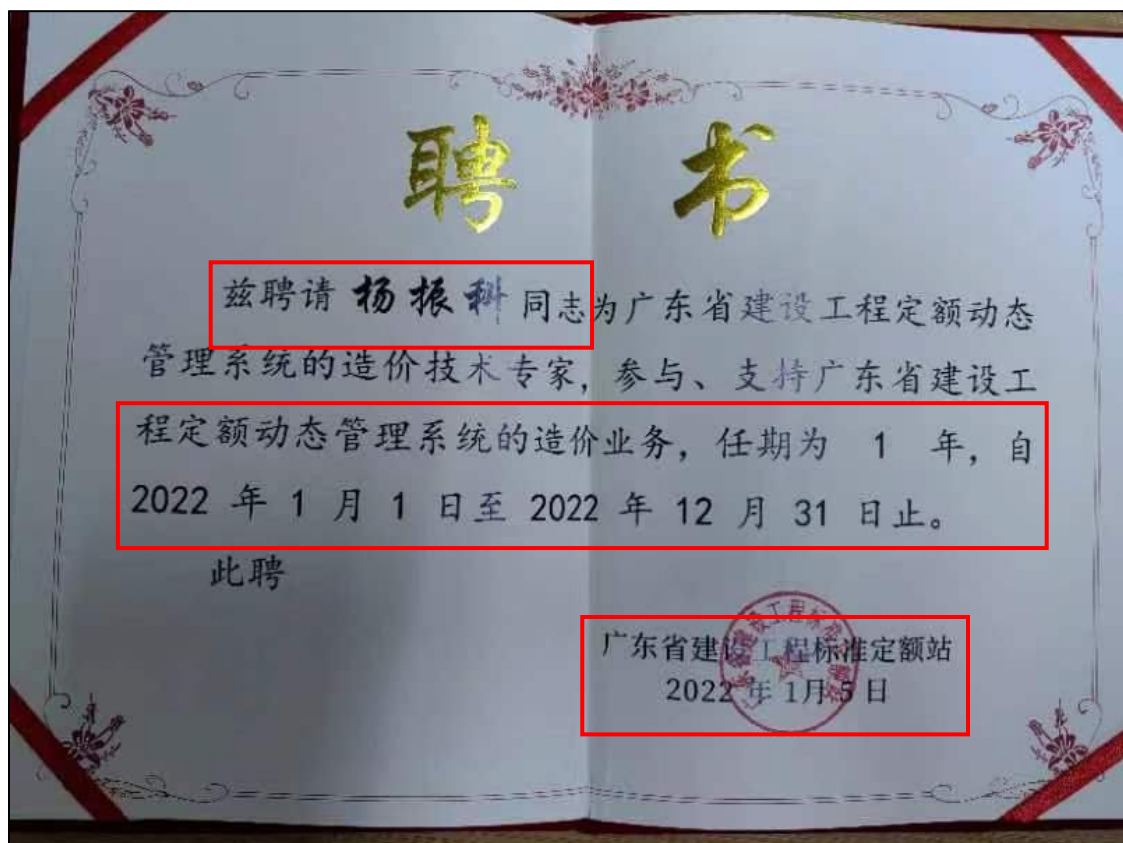 聘 书
兹聘请 杨振科 同志为广东省建设工程定额动态
管理系统的造价技术专家，参与、支持广东省建设工
程定额动态管理系统的造价业务，任期为 1 年，自
2022 年 1 月 1 日至 2022 年 12 月 31 日止。
此聘
广东省建设工程标准定额站
2022 年 1月 5 日